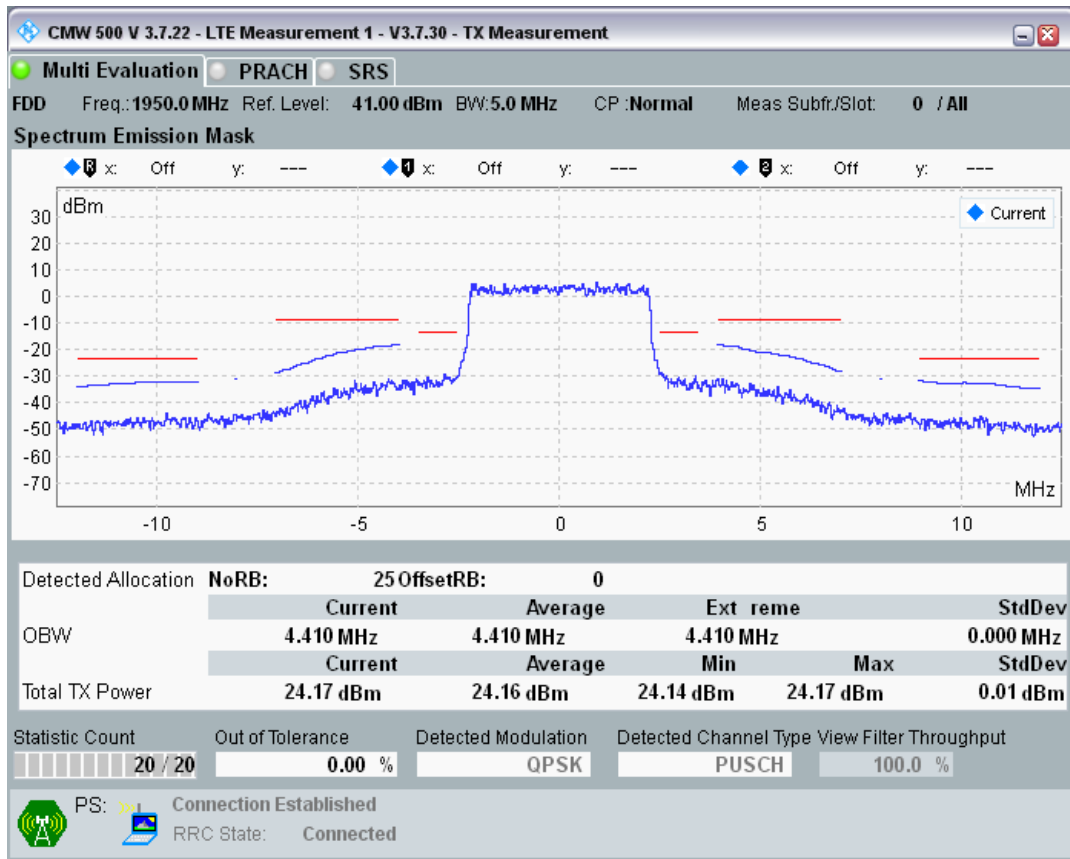 CMW 500 V 3.7.22 - LTE Measurement 1 - V3.7.30 - TX Measurement
Multi Evaluation PRACH SRS
FDD Freq.: 1950.0 MHz Ref. Level: 41.00 dBm BW: 5.0 MHz CP : Normal Meas Subfr./Slot: 0 / All
Spectrum Emission Mask
R x: Off y: --- 1 x: Off y: --- 2 x: Off y: ---
dBm
Current
30
20
10
0
-10
-20
-30
-40
-50
-60
-70
MHz
-10 -5 0 5 10
Detected Allocation NoRB: 25 OffsetRB: 0
Current Average Ext reme StdDev
OBW 4.410 MHz 4.410 MHz 4.410 MHz 0.000 MHz
Current Average Min Max StdDev
Total TX Power 24.17 dBm 24.16 dBm 24.14 dBm 24.17 dBm 0.01 dBm
Statistic Count Out of Tolerance Detected Modulation Detected Channel Type View Filter Throughput
20 / 20 0.00 % QPSK PUSCH 100.0 %
PS: Connection Established
RRC State: Connected